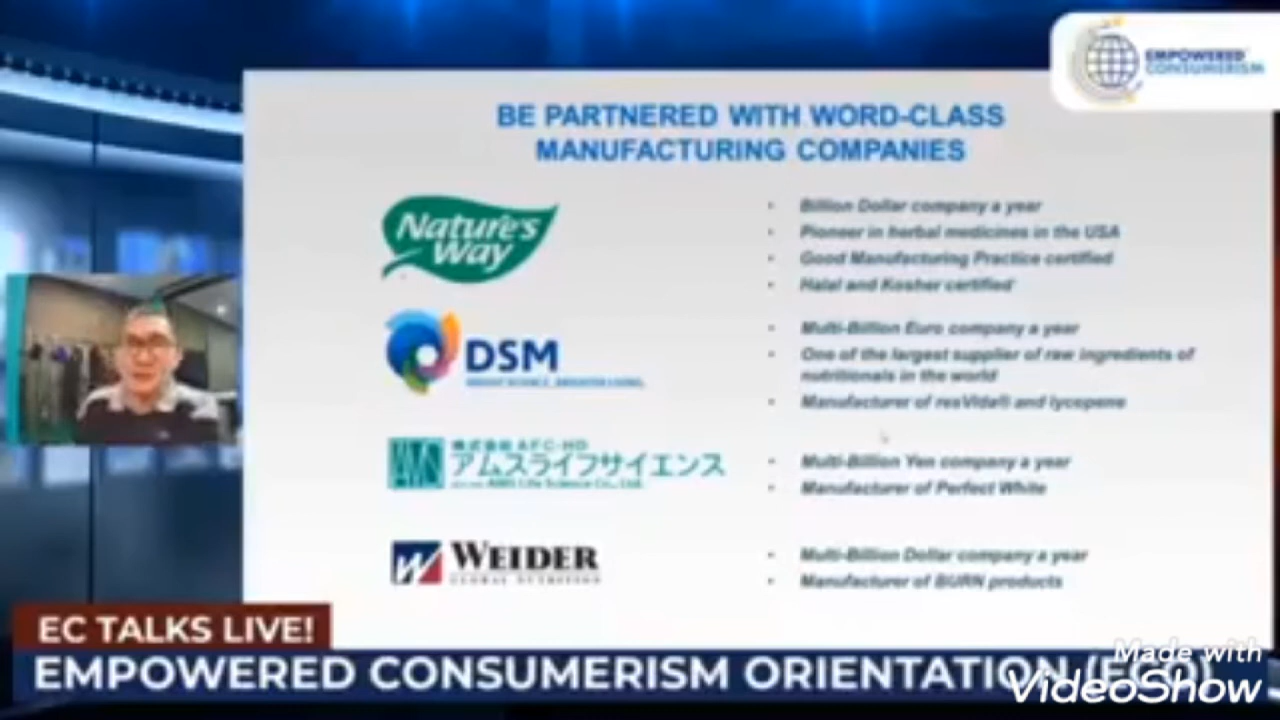 EMPOWERED
CONSUMERISM
BE PARTNERED WITH WORD-CLASS
MANUFACTURING COMPANIES
Nature's
Way
• Billion Dollar company a year
• Pioneer in herbal medicines in the USA
• Good Manufacturing Practice certified
• Halal and Kosher certified
DSM
BRIGHT SCIENCE. BRIGHTER LIVING.
• Multi-Billion Euro company a year
• One of the largest supplier of raw ingredients of
nutritionals in the world
• Manufacturer of resVida® and lycopene
株式会社 AFC-HD
アムスライフサイエンス
AMS Life Science Co., Ltd.
• Multi-Billion Yen company a year
• Manufacturer of Perfect White
WEIDER
GLOBAL NUTRITION
• Multi-Billion Dollar company a year
• Manufacturer of BURN products
EC TALKS LIVE!
EMPOWERED CONSUMERISM ORIENTATION
Made with
VideoShow